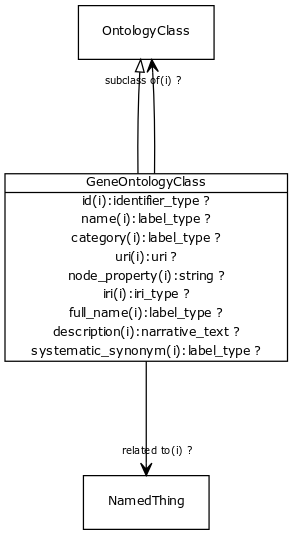 OntologyClass
subclass of(i) ?
GeneOntologyClass
id(i):identifier_type ?
name(i):label_type ?
category(i):label_type ?
uri(i):uri ?
node_property(i):string ?
iri(i):iri_type ?
full_name(i):label_type ?
description(i):narrative_text ?
systematic_synonym(i):label_type ?
related to(i) ?
NamedThing